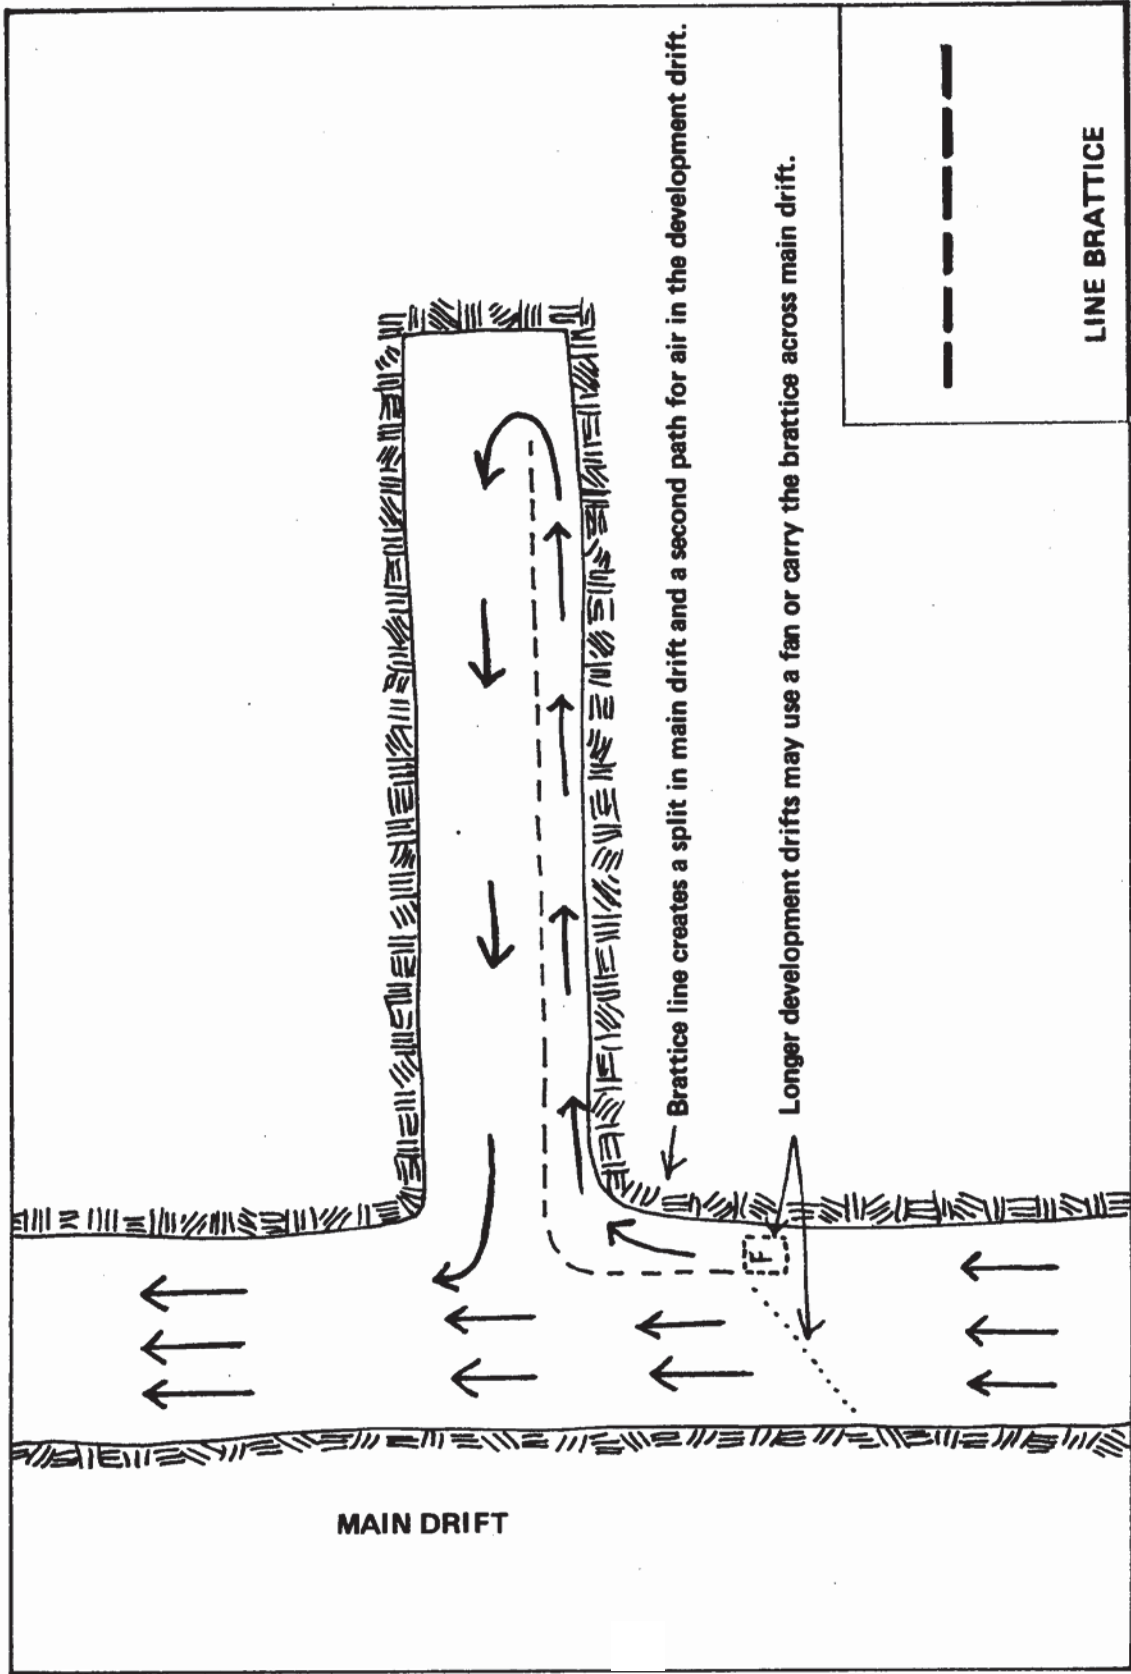 Brattice line creates a split in main drift and a second path for air in the development drift.
Longer development drifts may use a fan or carry the brattice across main drift.
F
LINE BRATTICE
MAIN DRIFT